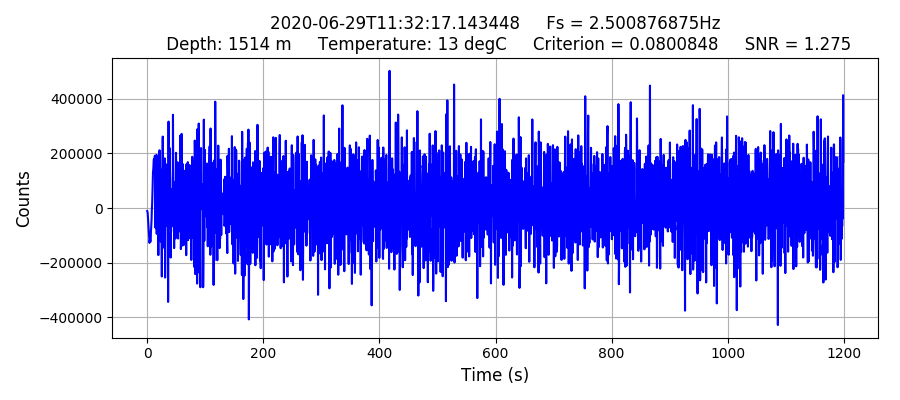 2020-06-29T11:32:17.143448 Fs = 2.500876875Hz
Depth: 1514 m Temperature: 13 degC Criterion = 0.0800848 SNR = 1.275
Counts
400000
200000
0
−200000
−400000
0 200 400 600 800 1000 1200
Time (s)